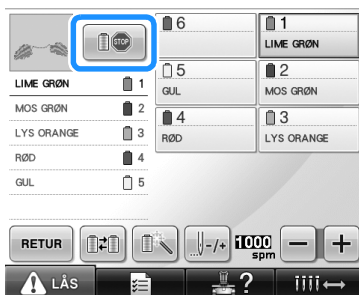 STOP
LIME GRØN 1
MOS GRØN 2
LYS ORANGE 3
RØD 4
GUL 5
6
1
LIME GRØN
5
GUL
2
MOS GRØN
4
RØD
3
LYS ORANGE
RETUR
-/+
1000
spm
− +
LÅS
?